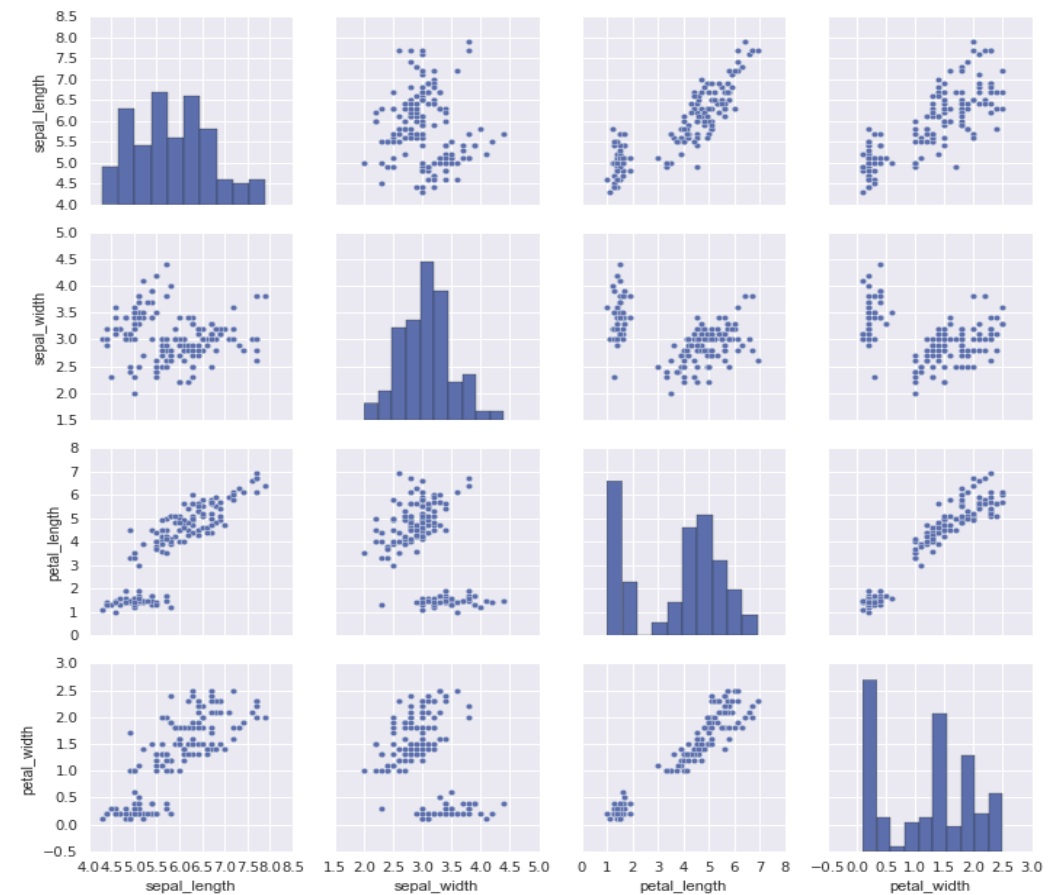 8.5
8.0
7.5
7.0
6.5
6.0
5.5
5.0
4.5
4.0
sepal_length
5.0
4.5
4.0
3.5
3.0
2.5
2.0
1.5
sepal_width
8
7
6
5
4
3
2
1
0
petal_length
3.0
2.5
2.0
1.5
1.0
0.5
0.0
−0.5
petal_width
4.0 4.5 5.0 5.5 6.0 6.5 7.0 7.5 8.0 8.5
sepal_length
1.5 2.0 2.5 3.0 3.5 4.0 4.5 5.0
sepal_width
0 1 2 3 4 5 6 7 8
petal_length
−0.5 0.0 0.5 1.0 1.5 2.0 2.5 3.0
petal_width